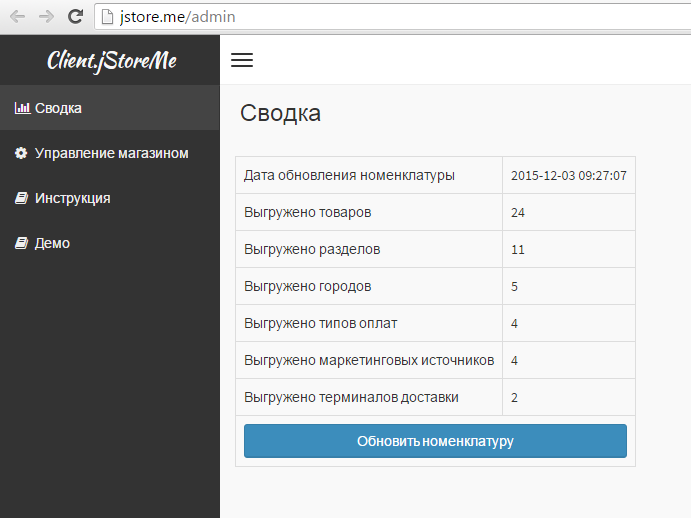 jstore.me/admin
Client.jStoreMe
Сводка
Сводка
Управление магазином
Инструкция
Демо
Дата обновления номенклатуры 2015-12-03 09:27:07
Выгружено товаров 24
Выгружено разделов 11
Выгружено городов 5
Выгружено типов оплат 4
Выгружено маркетинговых источников 4
Выгружено терминалов доставки 2
Обновить номенклатуру